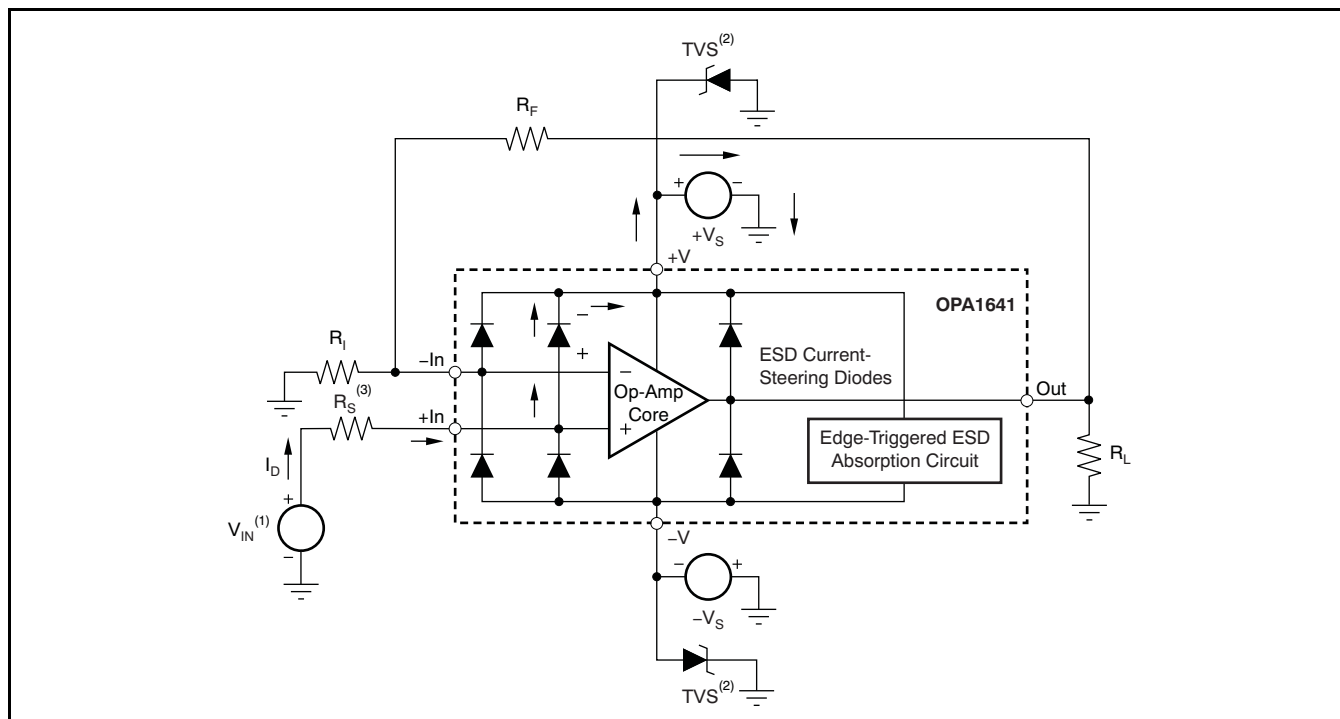 TVS(2)
RF
+ −
+VS
+V
OPA1641
−
+
RI
−In
−
ESD Current-
Steering Diodes
Op-Amp
Core
Out
RS(3)
+In
+
Edge-Triggered ESD
Absorption Circuit
RL
ID
+
VIN(1)
−
−V
− +
−VS
TVS(2)